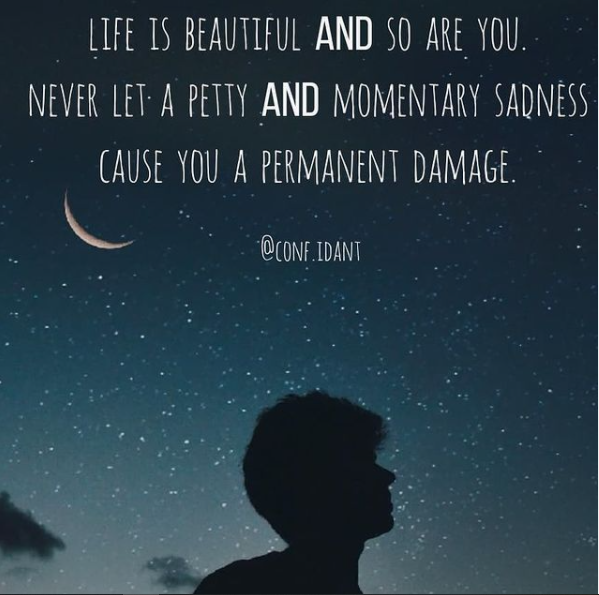 LIFE IS BEAUTIFUL AND SO ARE YOU.
NEVER LET A PETTY AND MOMENTARY SADNESS
CAUSE YOU A PERMANENT DAMAGE.
@CONF.IDANT